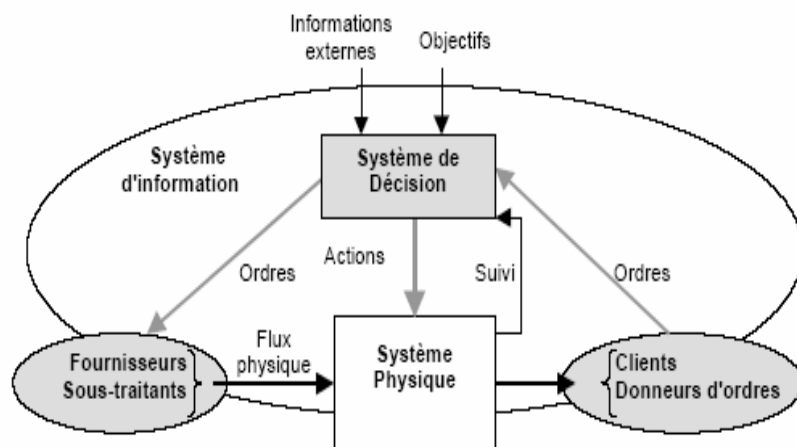 Informations
externes
Objectifs
Système
d'information
Système de
Décision
Ordres
Actions
Suivi
Ordres
Fournisseurs
Sous-traitants
Flux
physique
Système
Physique
Clients
Donneurs d'ordres